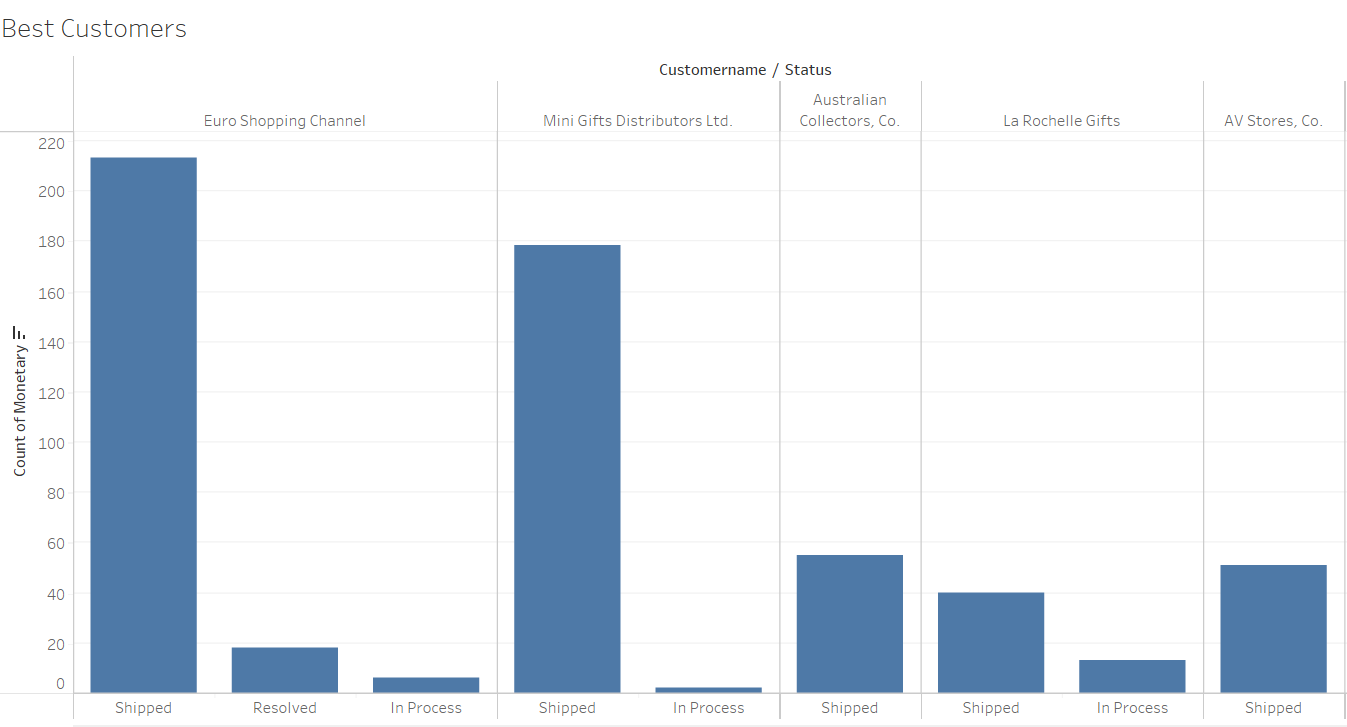 Best Customers
Customername / Status
Euro Shopping Channel
Mini Gifts Distributors Ltd.
Australian
Collectors, Co.
La Rochelle Gifts
AV Stores, Co.
Count of Monetary
220
200
180
160
140
120
100
80
60
40
20
0
Shipped
Resolved
In Process
Shipped
In Process
Shipped
Shipped
In Process
Shipped